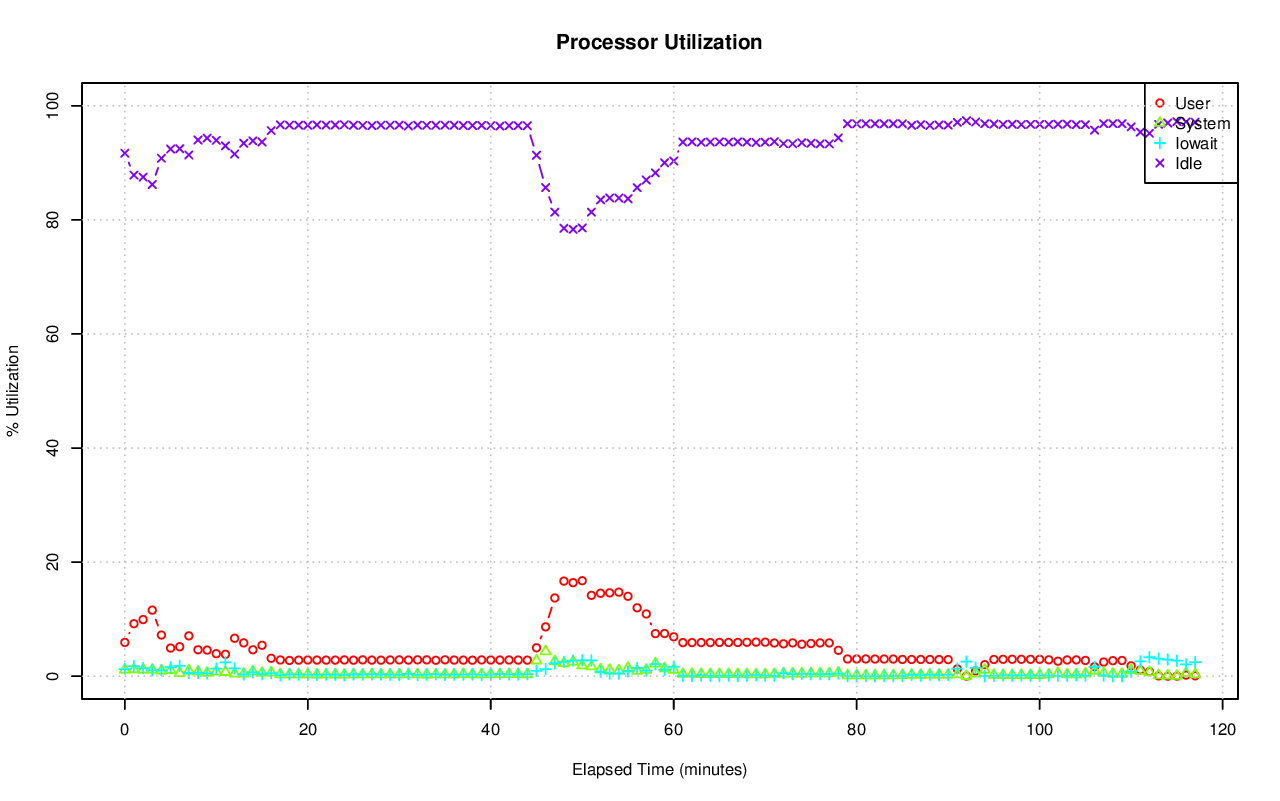 Processor Utilization
% Utilization
100
80
60
40
20
0
User
System
Iowait
Idle
0 20 40 60 80 100 120
Elapsed Time (minutes)